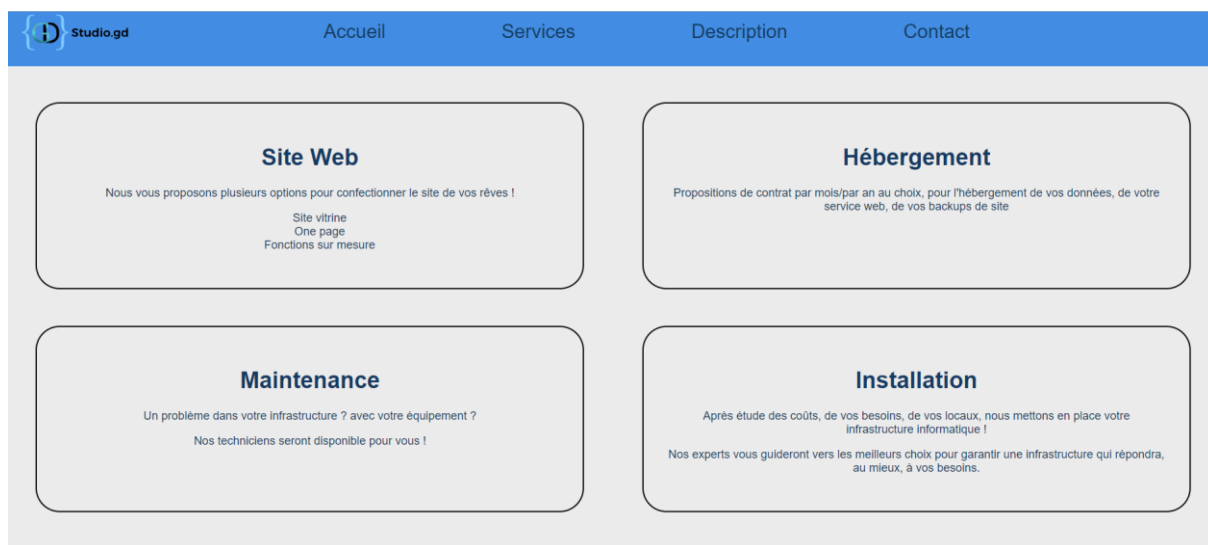 Studio.gd
Accueil
Services
Description
Contact
Site Web
Nous vous proposons plusieurs options pour confectionner le site de vos rêves !
Site vitrine
One page
Fonctions sur mesure
Hébergement
Propositions de contrat par mois/par an au choix, pour l'hébergement de vos données, de votre
service web, de vos backups de site
Maintenance
Un problème dans votre infrastructure ? avec votre équipement ?
Nos techniciens seront disponible pour vous !
Installation
Après étude des coûts, de vos besoins, de vos locaux, nous mettons en place votre
infrastructure informatique !
Nos experts vous guideront vers les meilleurs choix pour garantir une infrastructure qui répondra,
au mieux, à vos besoins.